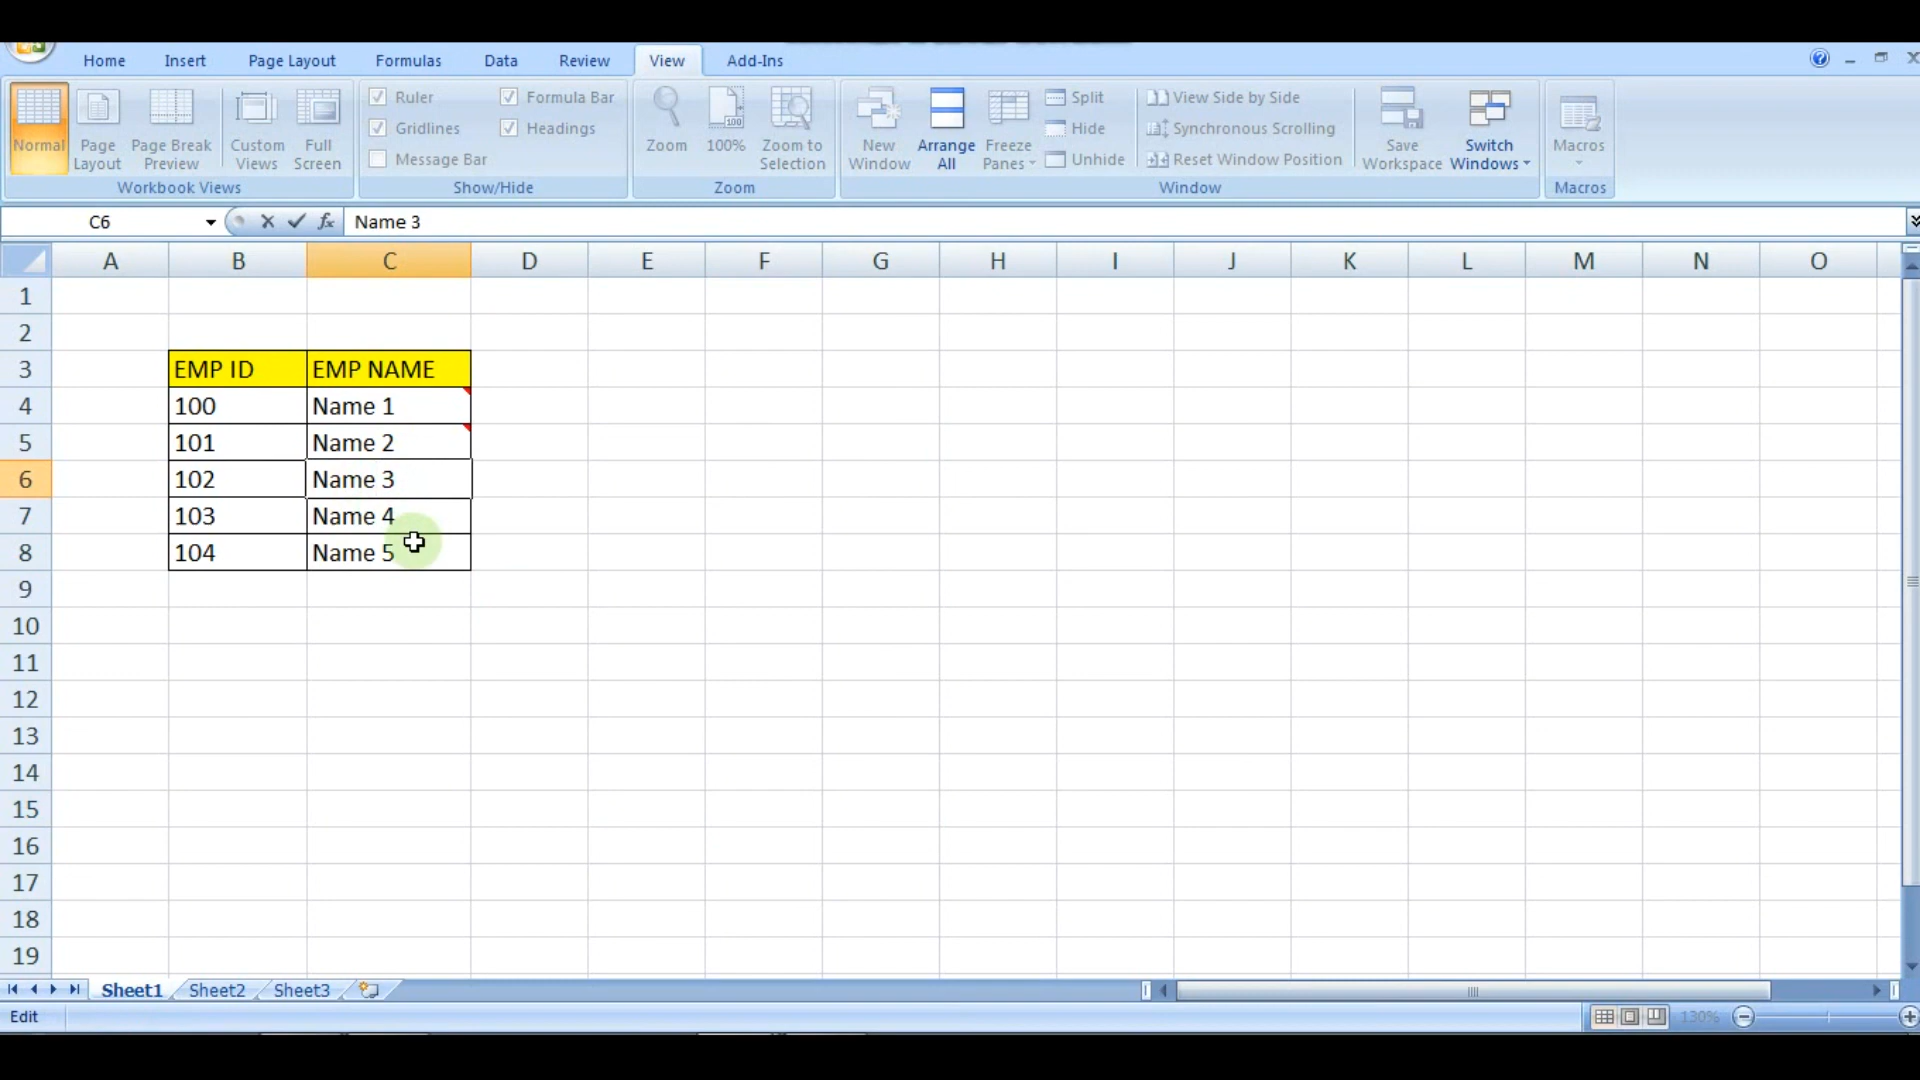 Home Insert Page Layout Formulas Data Review View Add-Ins
Normal
Page Layout
Page Break Preview
Custom Views
Full Screen
Workbook Views
Ruler
Gridlines
Message Bar
Formula Bar
Headings
Show/Hide
Zoom
100
100%
Zoom to Selection
Zoom
New Window
Arrange All
Freeze Panes
Split
Hide
Unhide
View Side by Side
Synchronous Scrolling
Reset Window Position
Save Workspace
Switch Windows
Window
Macros
Macros
C6 fx Name 3
A B C D E F G H I J K L M N O
1
2
3 EMP ID EMP NAME
4 100 Name 1
5 101 Name 2
6 102 Name 3
7 103 Name 4
8 104 Name 5
9
10
11
12
13
14
15
16
17
18
19
Sheet1 Sheet2 Sheet3
Edit 130%